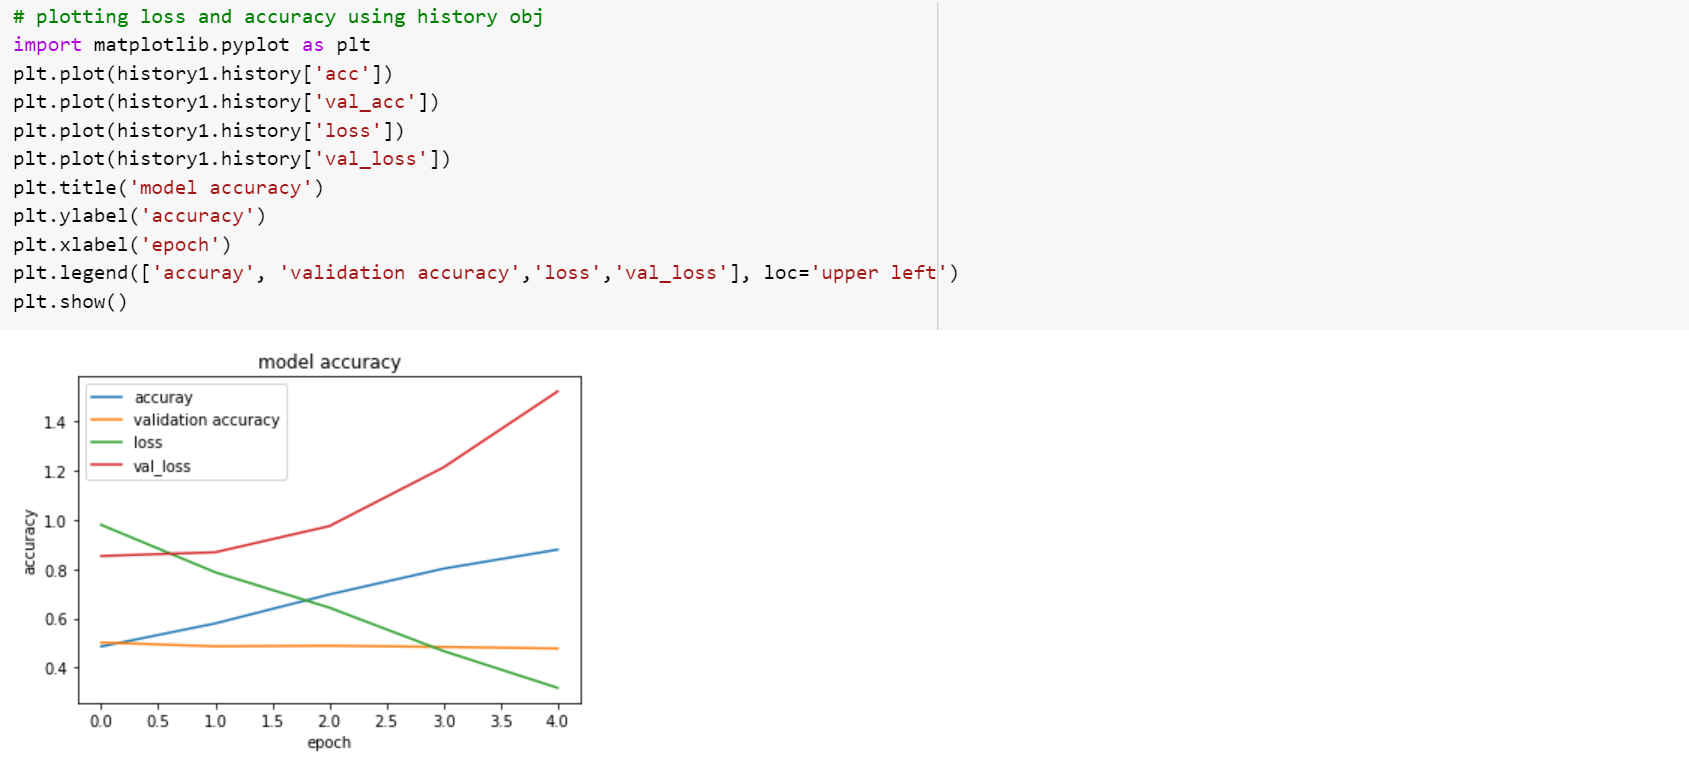 # plotting loss and accuracy using history obj
import matplotlib.pyplot as plt
plt.plot(history1.history['acc'])
plt.plot(history1.history['val_acc'])
plt.plot(history1.history['loss'])
plt.plot(history1.history['val_loss'])
plt.title('model accuracy')
plt.ylabel('accuracy')
plt.xlabel('epoch')
plt.legend(['accuray', 'validation accuracy','loss','val_loss'], loc='upper left')
plt.show()
model accuracy
accuray
validation accuracy
loss
val_loss
accuracy
1.4
1.2
1.0
0.8
0.6
0.4
0.0 0.5 1.0 1.5 2.0 2.5 3.0 3.5 4.0
epoch